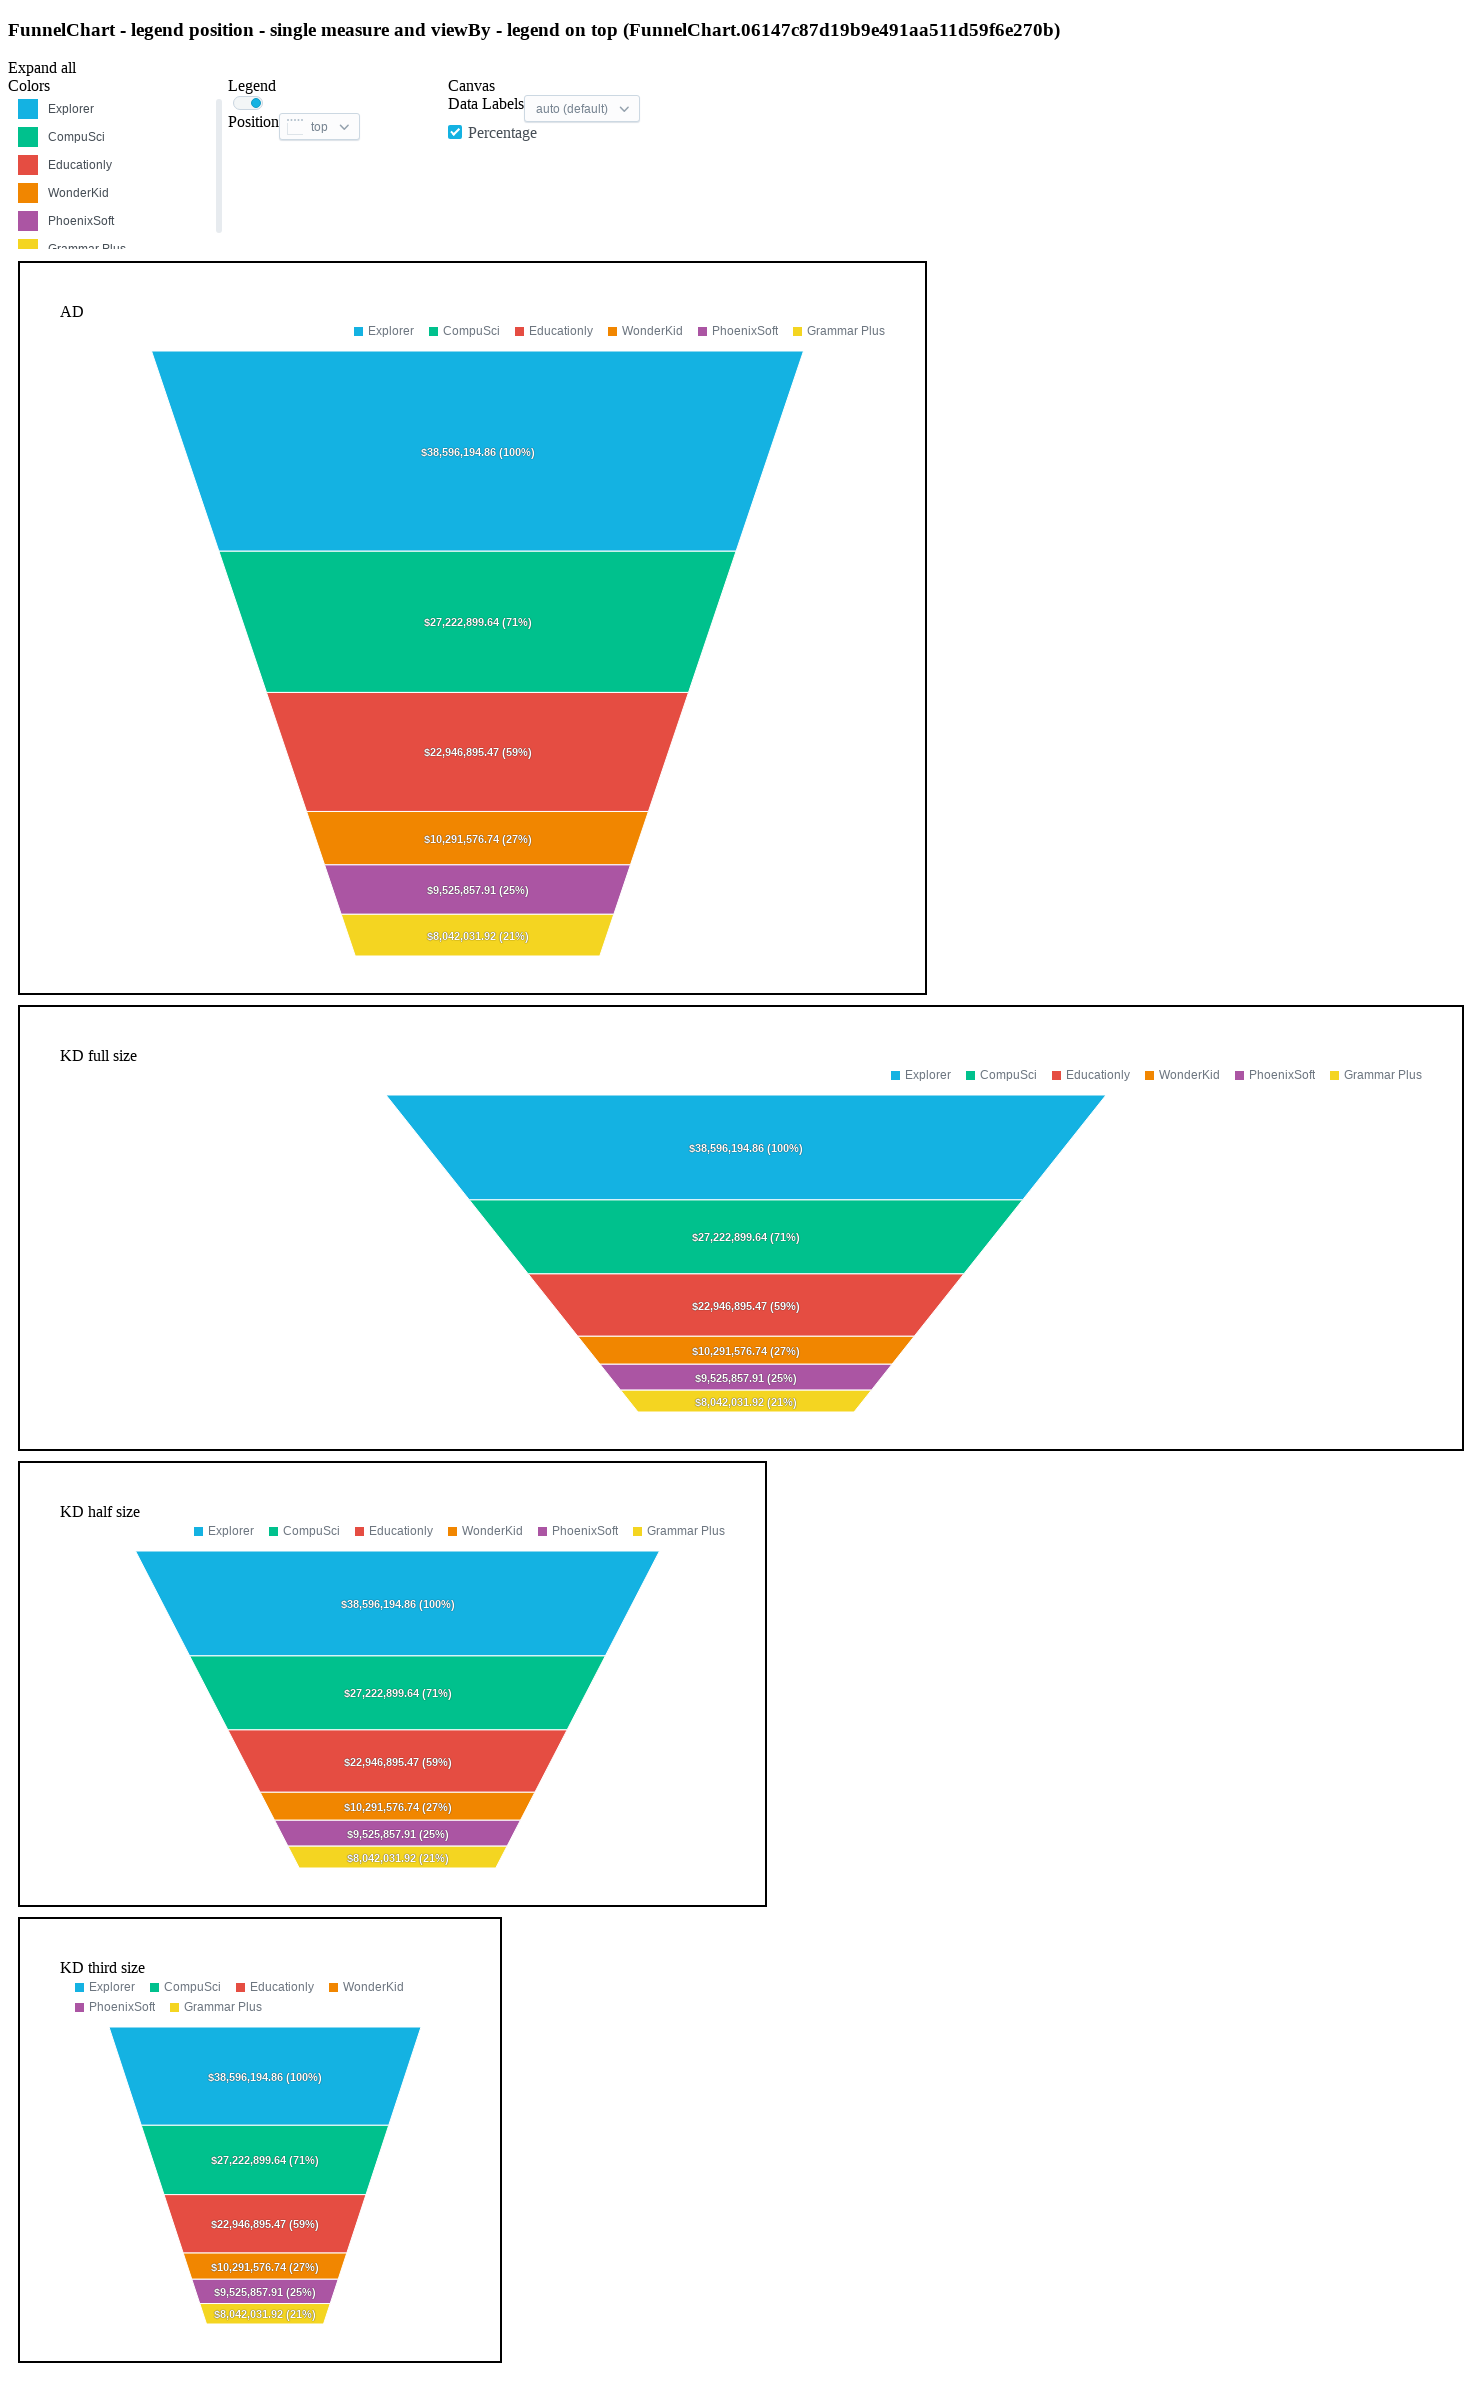 FunnelChart - legend position - single measure and viewBy - legend on top (FunnelChart.06147c87d19b9e491aa511d59f6e270b)
Expand all
Colors
Explorer
CompuSci
Educationly
WonderKid
PhoenixSoft
Grammar Plus
Legend
Position top
Canvas
Data Labels auto (default)
Percentage
AD
Explorer CompuSci Educationly WonderKid PhoenixSoft Grammar Plus
$38,596,194.86 (100%)
$27,222,899.64 (71%)
$22,946,895.47 (59%)
$10,291,576.74 (27%)
$9,525,857.91 (25%)
$8,042,031.92 (21%)
KD full size
Explorer CompuSci Educationly WonderKid PhoenixSoft Grammar Plus
$38,596,194.86 (100%)
$27,222,899.64 (71%)
$22,946,895.47 (59%)
$10,291,576.74 (27%)
$9,525,857.91 (25%)
$8,042,031.92 (21%)
KD half size
Explorer CompuSci Educationly WonderKid PhoenixSoft Grammar Plus
$38,596,194.86 (100%)
$27,222,899.64 (71%)
$22,946,895.47 (59%)
$10,291,576.74 (27%)
$9,525,857.91 (25%)
$8,042,031.92 (21%)
KD third size
Explorer CompuSci Educationly WonderKid
PhoenixSoft Grammar Plus
$38,596,194.86 (100%)
$27,222,899.64 (71%)
$22,946,895.47 (59%)
$10,291,576.74 (27%)
$9,525,857.91 (25%)
$8,042,031.92 (21%)